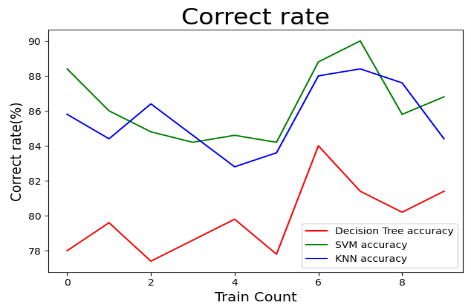 Correct rate
Correct rate(%)
90
88
86
84
82
80
78
0
2
4
6
8
Train Count
Decision Tree accuracy
SVM accuracy
KNN accuracy